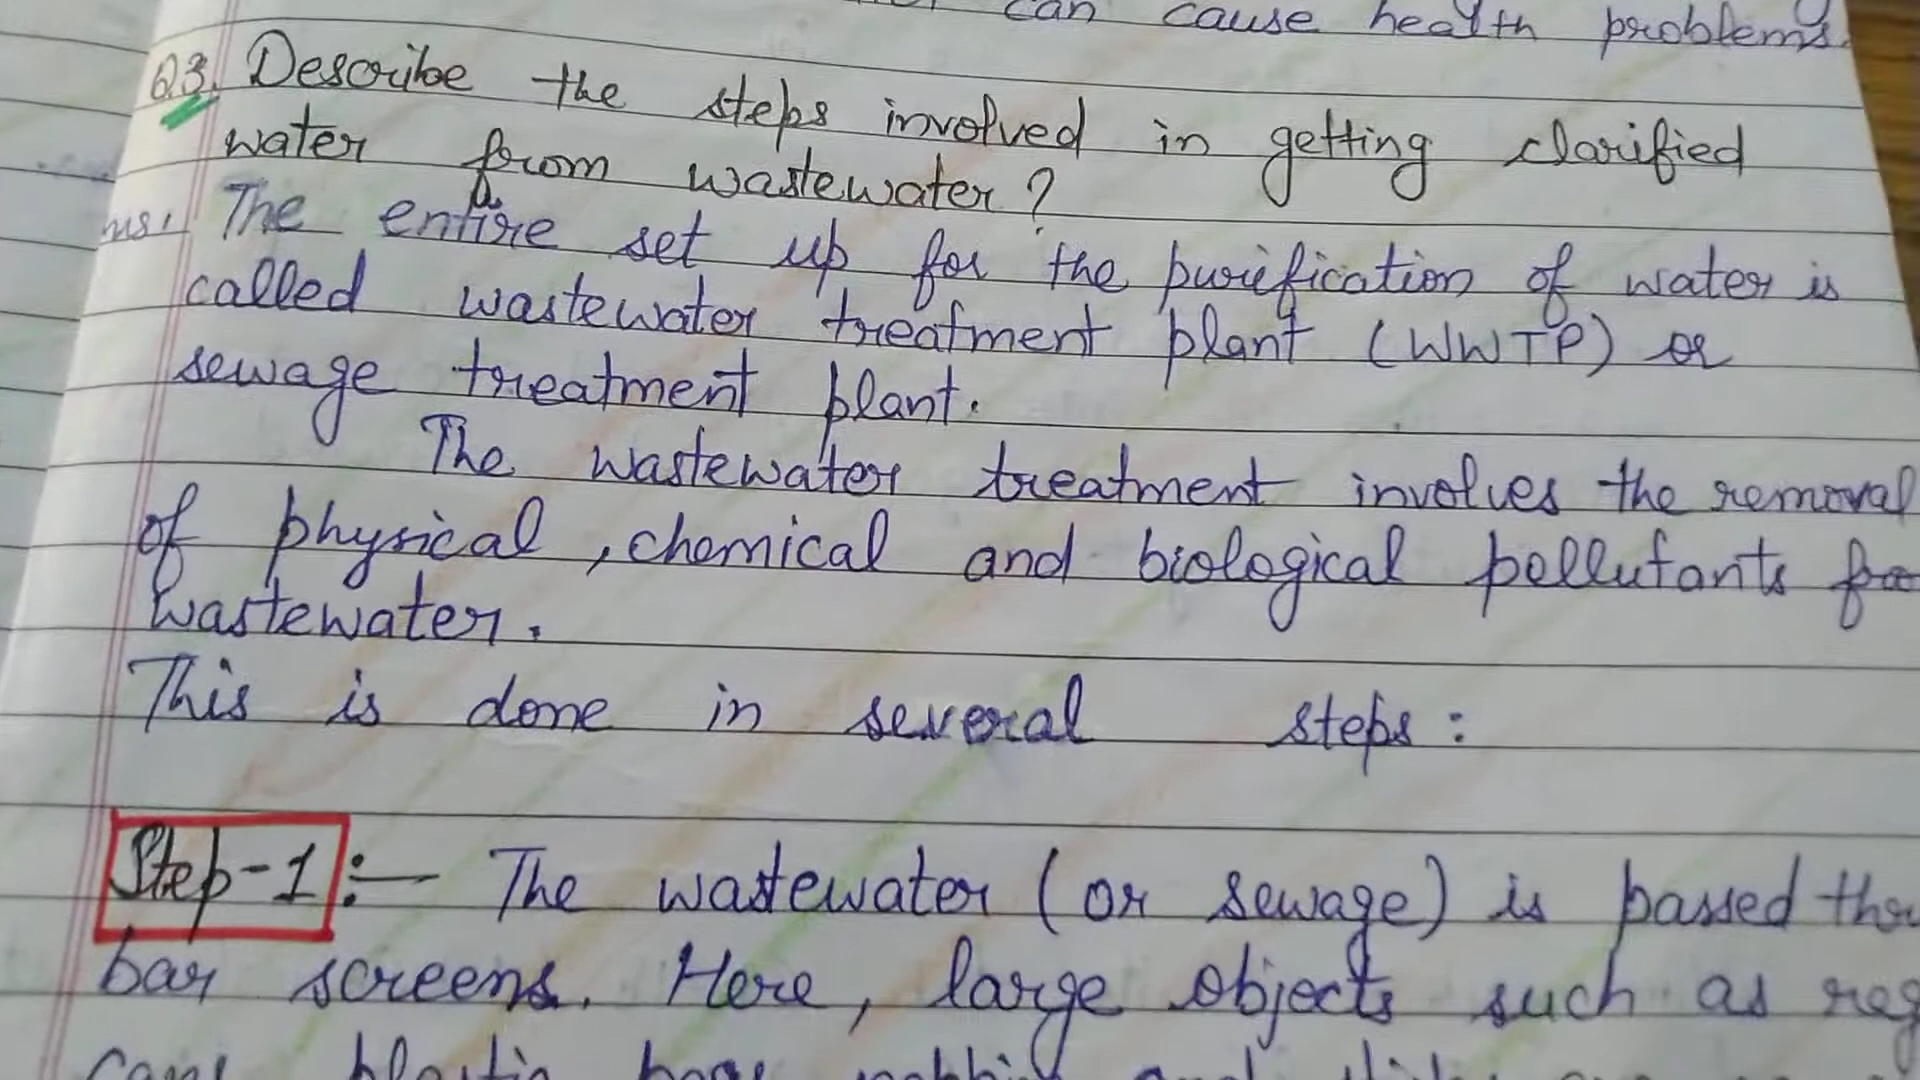 can cause health problems.
Q3. Describe the steps involved in getting clarified
water from wastewater?
The entire set up for the purification of water is
called wastewater treatment plant (WWTP) or
sewage treatment plant.
The wastewater treatment involves the removal
of physical, chemical and biological pollutants
wastewater.
This is done in several steps:
Step-1 :— The wastewater (or sewage) is passed
bar screens. Here, large objects such as
plastic